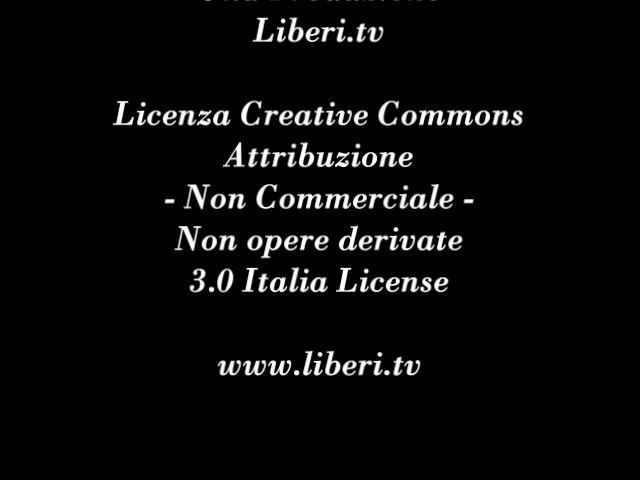 Liberi.tv
Licenza Creative Commons
Attribuzione
- Non Commerciale -
Non opere derivate
3.0 Italia License
www.liberi.tv